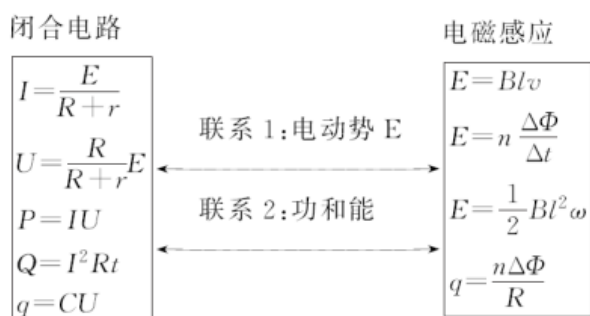 闭合电路
I=E/(R+r)
U=R/(R+r)E
P=IU
Q=I²Rt
q=CU
联系 1:电动势 E
联系 2:功和能
电磁感应
E=Blv
E=nΔΦ/Δt
E=1/2Bl²ω
q=nΔΦ/R